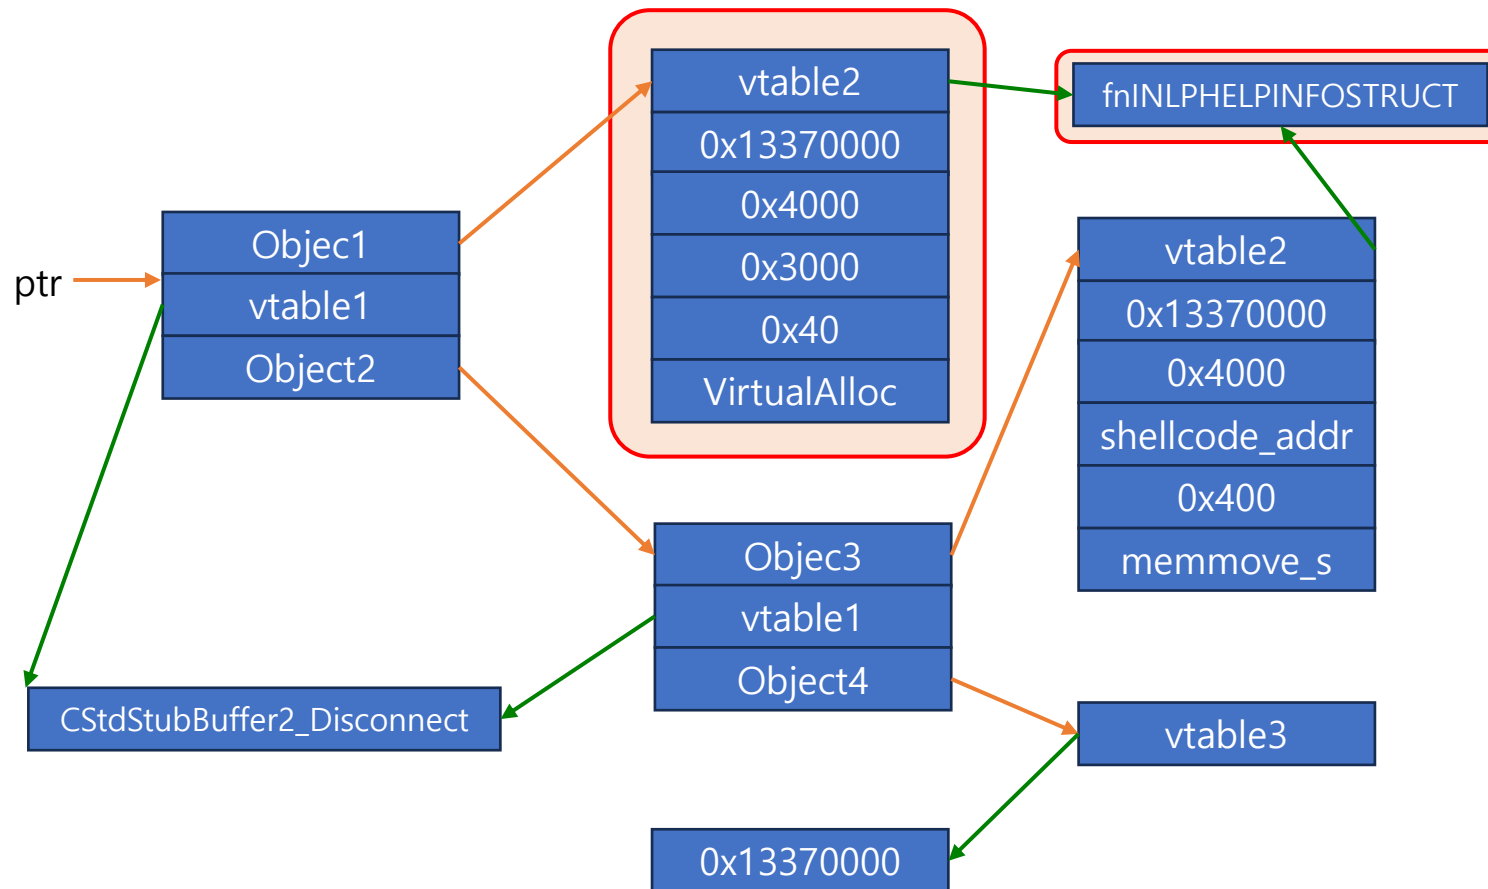 vtable2
0x13370000
0x4000
0x3000
0x40
VirtualAlloc
fnINLPHELPINFOSTRUCT
ptr
Objec1
vtable1
Object2
vtable2
0x13370000
0x4000
shellcode_addr
0x400
memmove_s
Objec3
vtable1
Object4
CStdStubBuffer2_Disconnect
vtable3
0x13370000